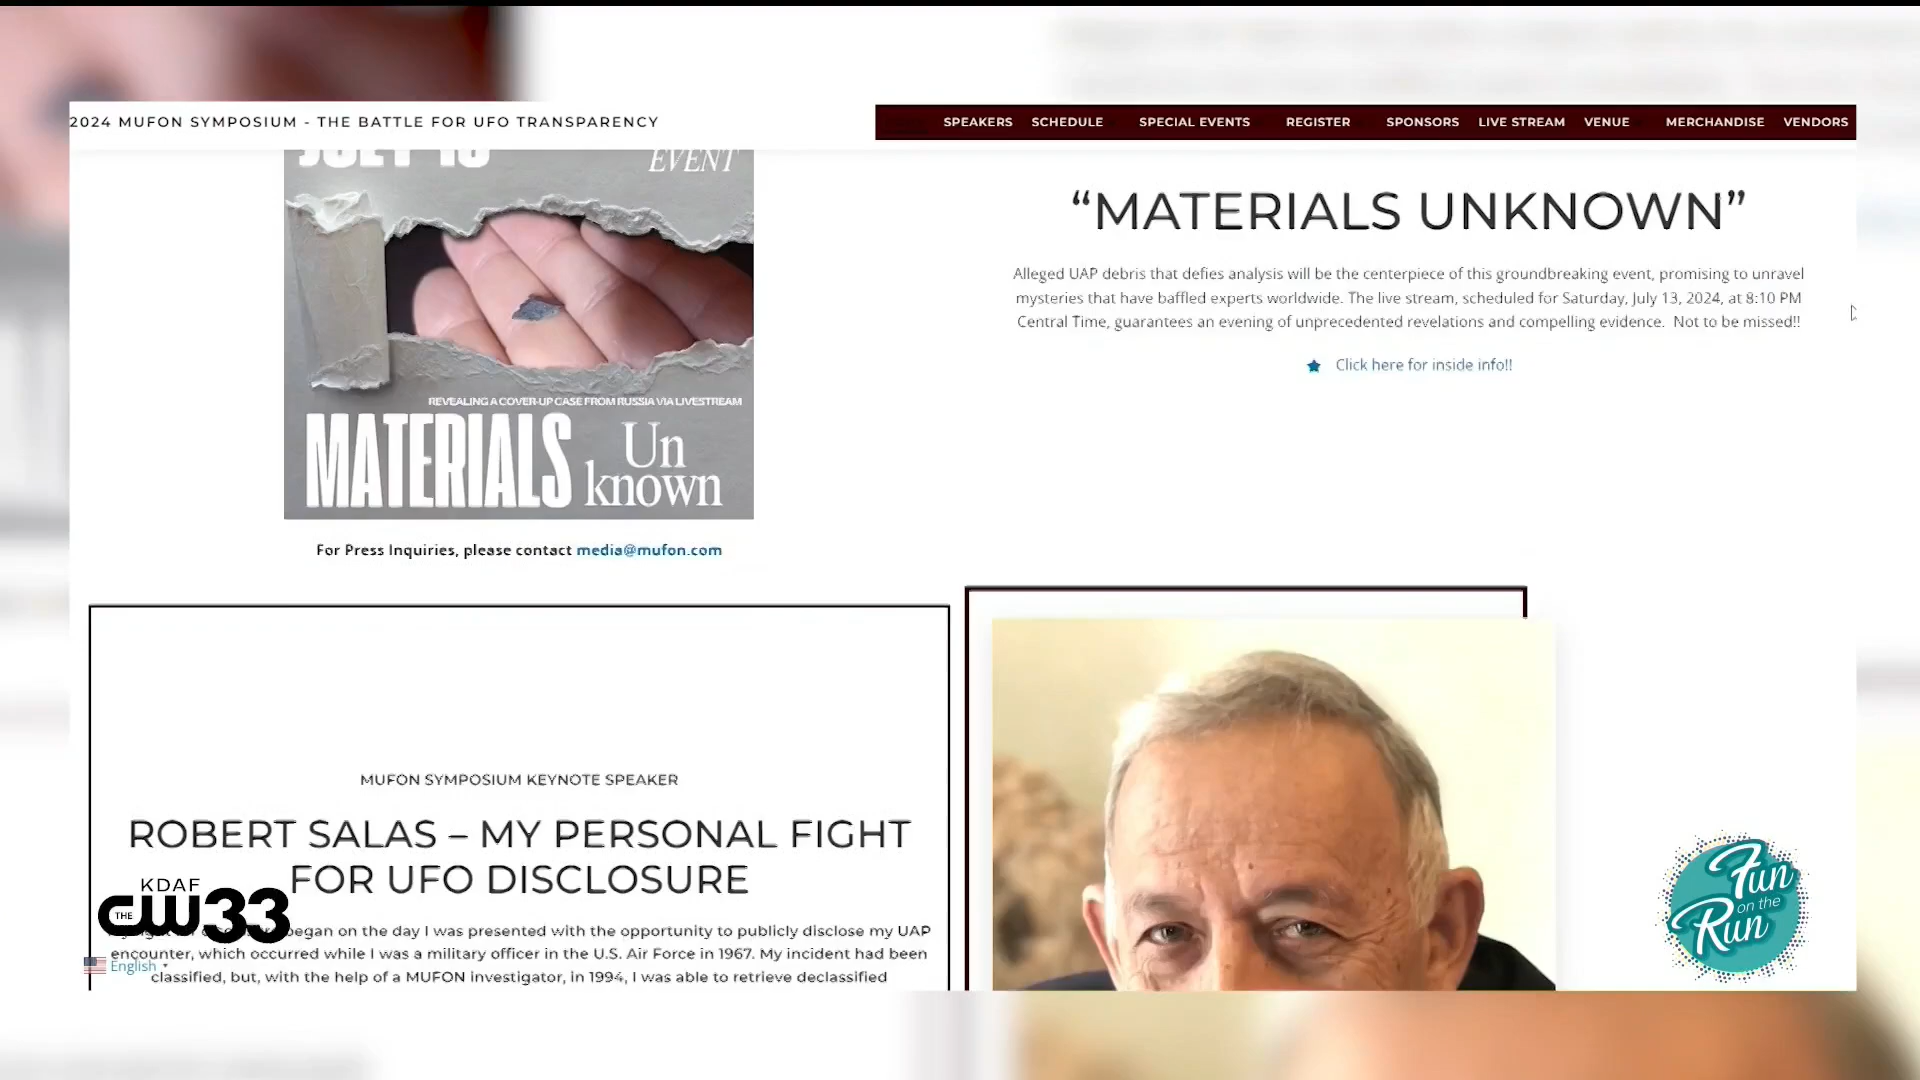 2024 MUFON SYMPOSIUM - THE BATTLE FOR UFO TRANSPARENCY
SPEAKERS SCHEDULE SPECIAL EVENTS REGISTER SPONSORS LIVE STREAM VENUE MERCHANDISE VENDORS
EVENT
REVEALING A COVER-UP CASE FROM RUSSIA VIA LIVESTREAM
MATERIALS Un
known
For Press Inquiries, please contact media@mufon.com
“MATERIALS UNKNOWN”
Alleged UAP debris that defies analysis will be the centerpiece of this groundbreaking event, promising to unravel
mysteries that have baffled experts worldwide. The live stream, scheduled for Saturday, July 13, 2024, at 8:10 PM
Central Time, guarantees an evening of unprecedented revelations and compelling evidence. Not to be missed!!
Click here for inside info!!
MUFON SYMPOSIUM KEYNOTE SPEAKER
ROBERT SALAS – MY PERSONAL FIGHT
FOR UFO DISCLOSURE
began on the day I was presented with the opportunity to publicly disclose my UAP
encounter, which occurred while I was a military officer in the U.S. Air Force in 1967. My incident had been
classified, but, with the help of a MUFON investigator, in 1994, I was able to retrieve declassified
English
KDAF
THE CW33
Fun
on the
Run